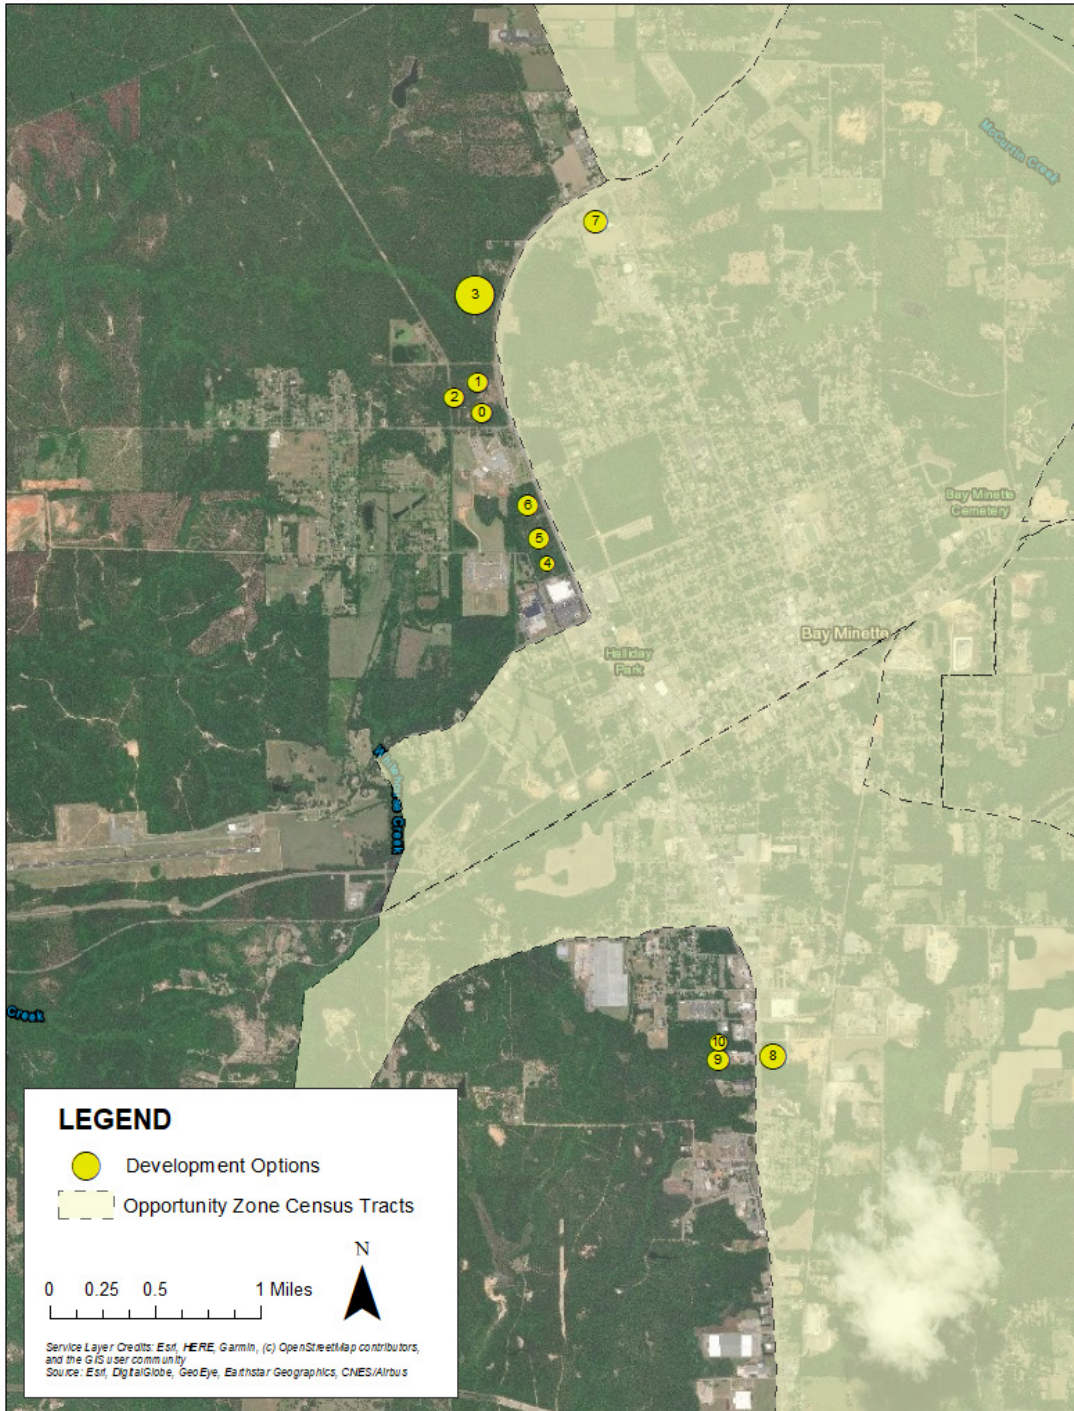 McCurtin Creek
7
3
1
2
0
6
5
4
Bay Minette
Cemetery
Bay Minette
Halliday
Park
Creek
Creek
10
9
8
LEGEND
Development Options
Opportunity Zone Census Tracts
N
0 0.25 0.5 1 Miles
Service Layer Credits: Esri, HERE, Garmin, (c) OpenStreetMap contributors,
and the GIS user community
Source: Esri, DigitalGlobe, GeoEye, Earthstar Geographics, CNES/Airbus